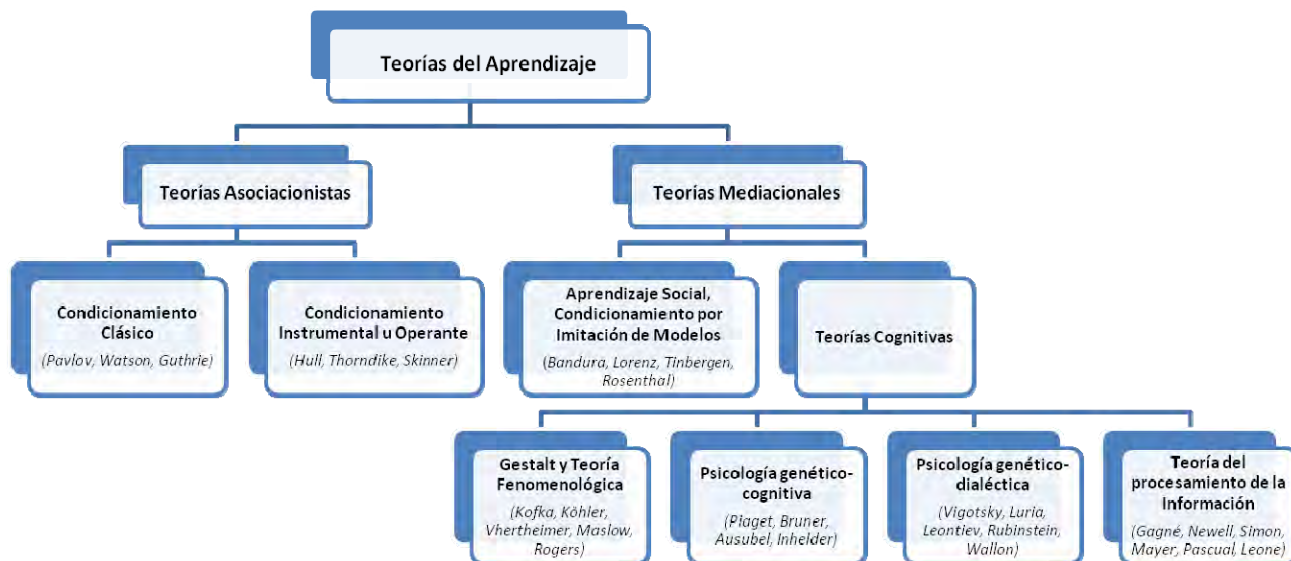 Teorías del Aprendizaje
Teorías Asociacionistas
Teorías Mediacionales
Condicionamiento
Clásico
(Pavlov, Watson, Guthrie)
Condicionamiento
Instrumental u Operante
(Hull, Thorndike, Skinner)
Aprendizaje Social,
Condicionamiento por
Imitación de Modelos
(Bandura, Lorenz, Tinbergen,
Rosenthal)
Teorías Cognitivas
Gestalt y Teoría
Fenomenológica
(Kofka, Köhler,
Vhertheimer, Maslow,
Rogers)
Psicología genético-
cognitiva
(Piaget, Bruner,
Ausubel, Inhelder)
Psicología genético-
dialéctica
(Vigotsky, Luria,
Leontiev, Rubinstein,
Wallon)
Teoría del
procesamiento de la
Información
(Gagné, Newell, Simon,
Mayer, Pascual, Leone)